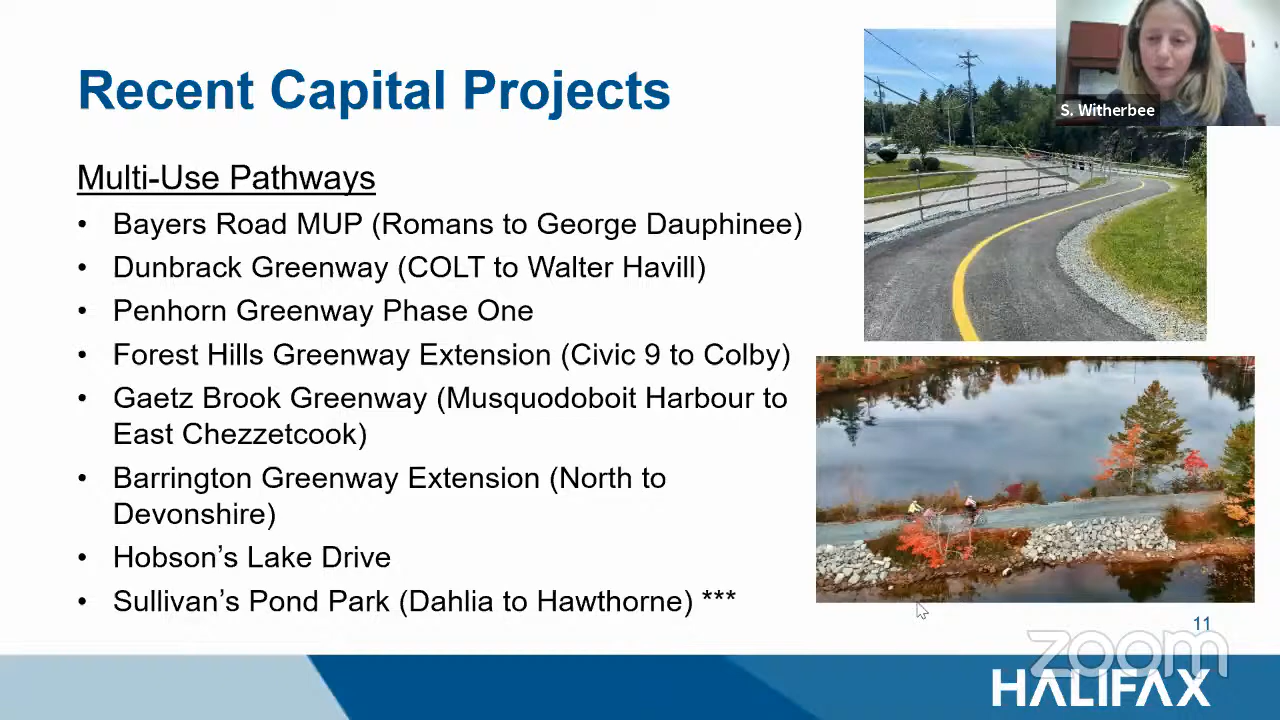 Recent Capital Projects
S. Witherbee
Multi-Use Pathways
• Bayers Road MUP (Romans to George Dauphinee)
• Dunbrack Greenway (COLT to Walter Havill)
• Penhorn Greenway Phase One
• Forest Hills Greenway Extension (Civic 9 to Colby)
• Gaetz Brook Greenway (Musquodoboit Harbour to
East Chezzetcook)
• Barrington Greenway Extension (North to
Devonshire)
• Hobson’s Lake Drive
• Sullivan’s Pond Park (Dahlia to Hawthorne) ***
11
zoom
HALIFAX